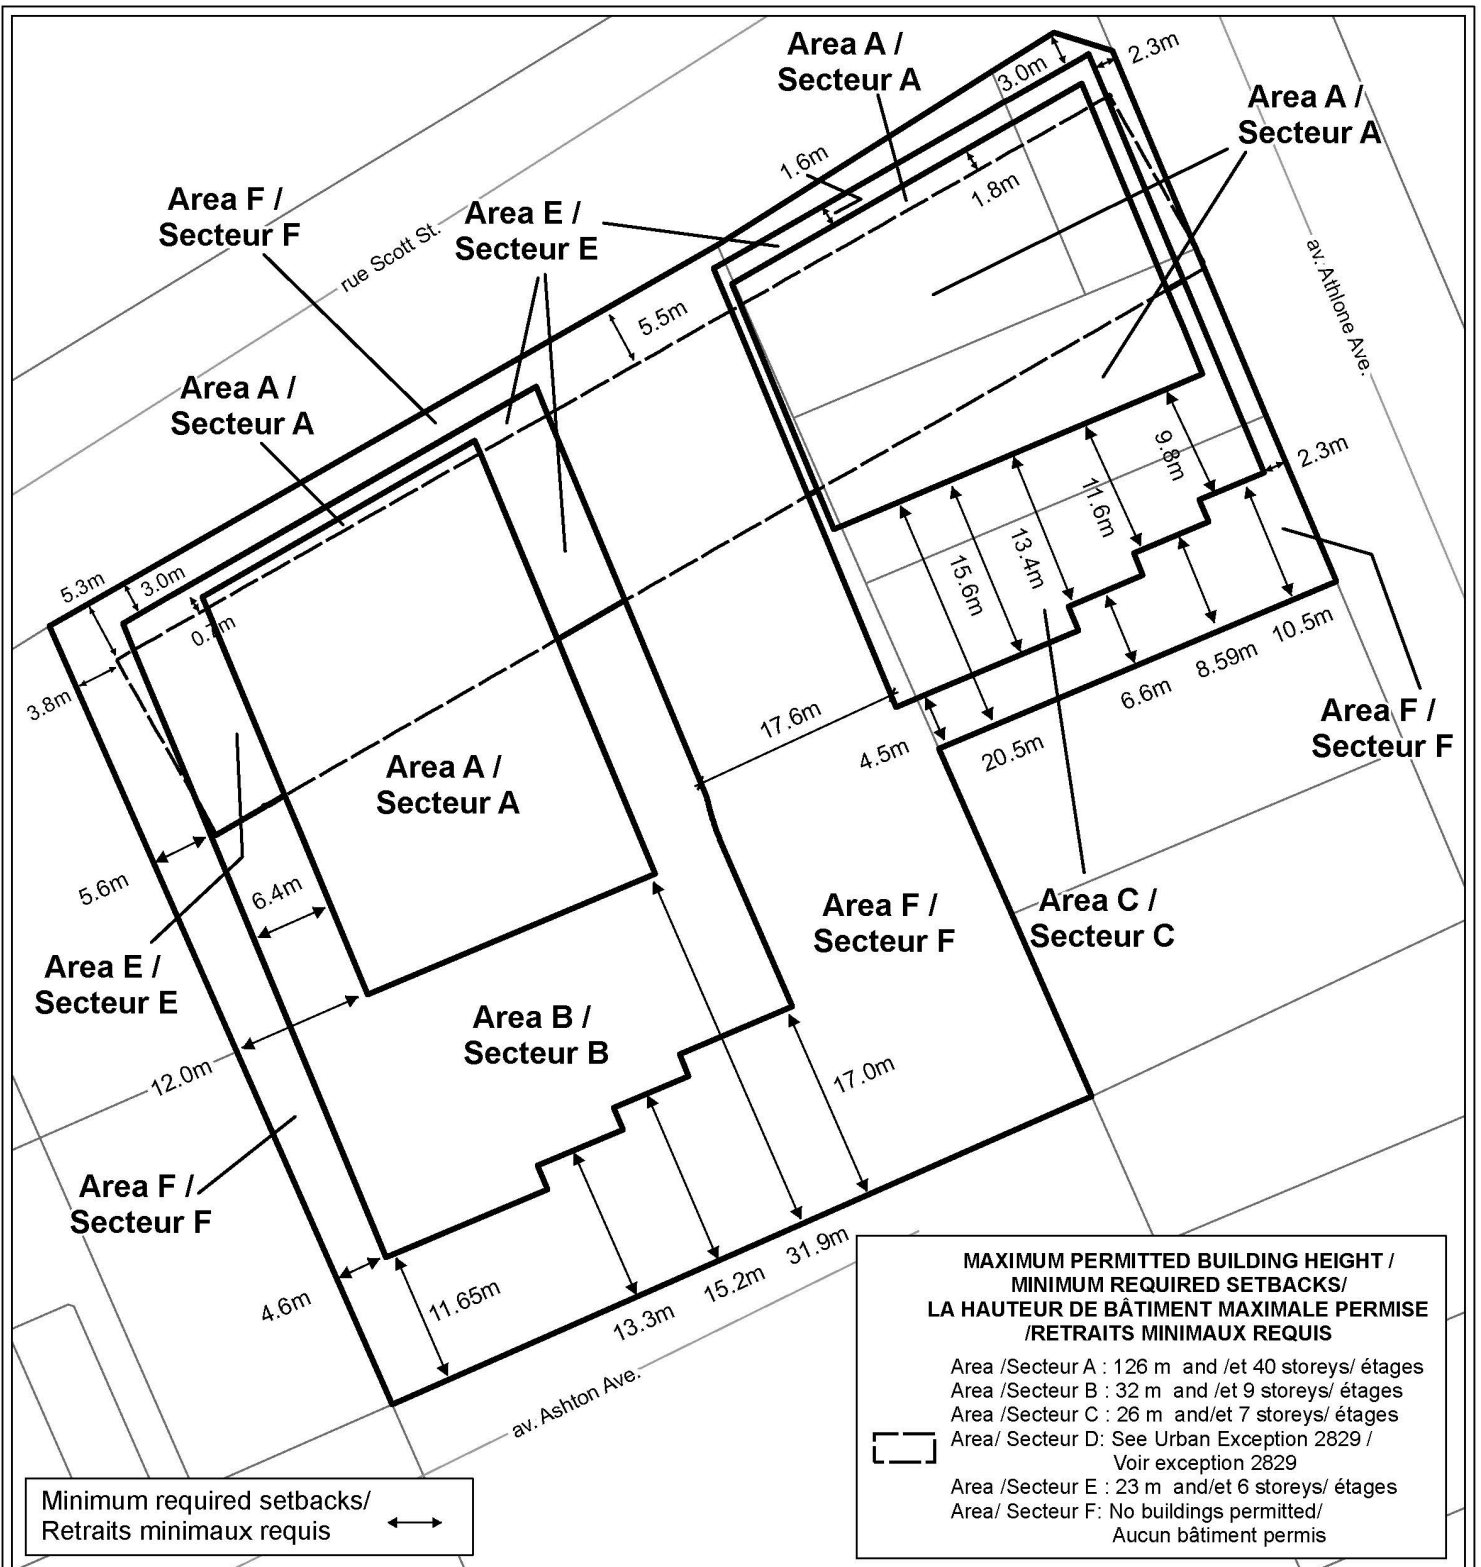 Area A /
Secteur A
3.0m
2.3m
Area A /
Secteur A
1.6m
1.8m
Area F /
Secteur F
Area E /
Secteur E
rue Scott St.
av. Athlone Ave.
5.5m
Area A /
Secteur A
9.8m
2.3m
11.6m
13.4m
15.6m
5.3m
3.0m
3.8m
17.6m
4.5m
20.5m
6.6m
8.59m
10.5m
Area F /
Secteur F
Area A /
Secteur A
5.6m
6.4m
Area F /
Secteur F
Area C /
Secteur C
Area E /
Secteur E
Area B /
Secteur B
12.0m
17.0m
Area F /
Secteur F
4.6m
11.65m
13.3m
15.2m
31.9m
av. Ashton Ave.
MAXIMUM PERMITTED BUILDING HEIGHT /
MINIMUM REQUIRED SETBACKS/
LA HAUTEUR DE BÂTIMENT MAXIMALE PERMISE
/RETRAITS MINIMAUX REQUIS
Area /Secteur A : 126 m and /et 40 storeys/ étages
Area /Secteur B : 32 m and /et 9 storeys/ étages
Area /Secteur C : 26 m and/et 7 storeys/ étages
Area/ Secteur D: See Urban Exception 2829 /
Voir exception 2829
Area /Secteur E : 23 m and/et 6 storeys/ étages
Area/ Secteur F: No buildings permitted/
Aucun bâtiment permis
Minimum required setbacks/
Retraits minimaux requis